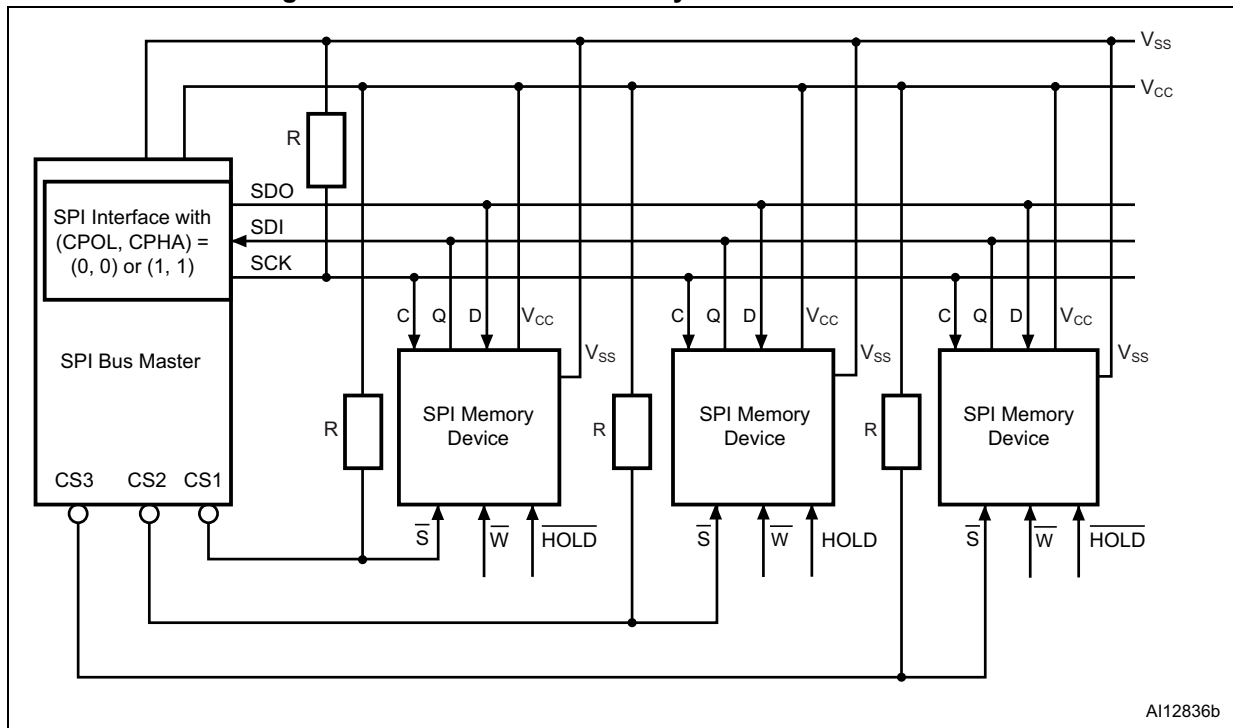 VSS
VCC
R
SDO
SPI Interface with
(CPOL, CPHA) =
(0, 0) or (1, 1)
SDI
SCK
C Q D VCC
VSS
C Q D VCC
VSS
C Q D VCC
VSS
SPI Bus Master
R
SPI Memory
Device
R
SPI Memory
Device
R
SPI Memory
Device
CS3 CS2 CS1
S̅ W̅ H̅O̅L̅D̅
S̅ W̅ HOLD
S̅ W̅ H̅O̅L̅D̅
AI12836b